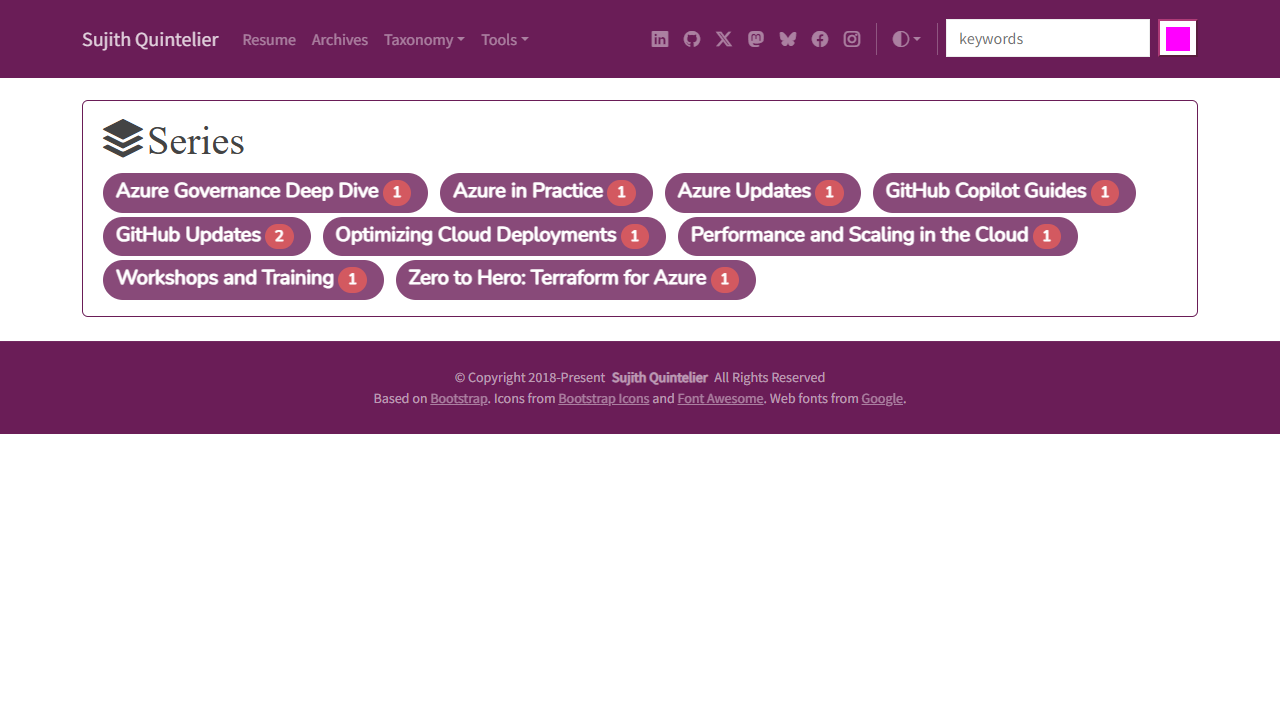 Sujith Quintelier Resume Archives Taxonomy Tools keywords
Series
Azure Governance Deep Dive 1 Azure in Practice 1 Azure Updates 1 GitHub Copilot Guides 1
GitHub Updates 2 Optimizing Cloud Deployments 1 Performance and Scaling in the Cloud 1
Workshops and Training 1 Zero to Hero: Terraform for Azure 1
© Copyright 2018-Present Sujith Quintelier All Rights Reserved
Based on Bootstrap. Icons from Bootstrap Icons and Font Awesome. Web fonts from Google.